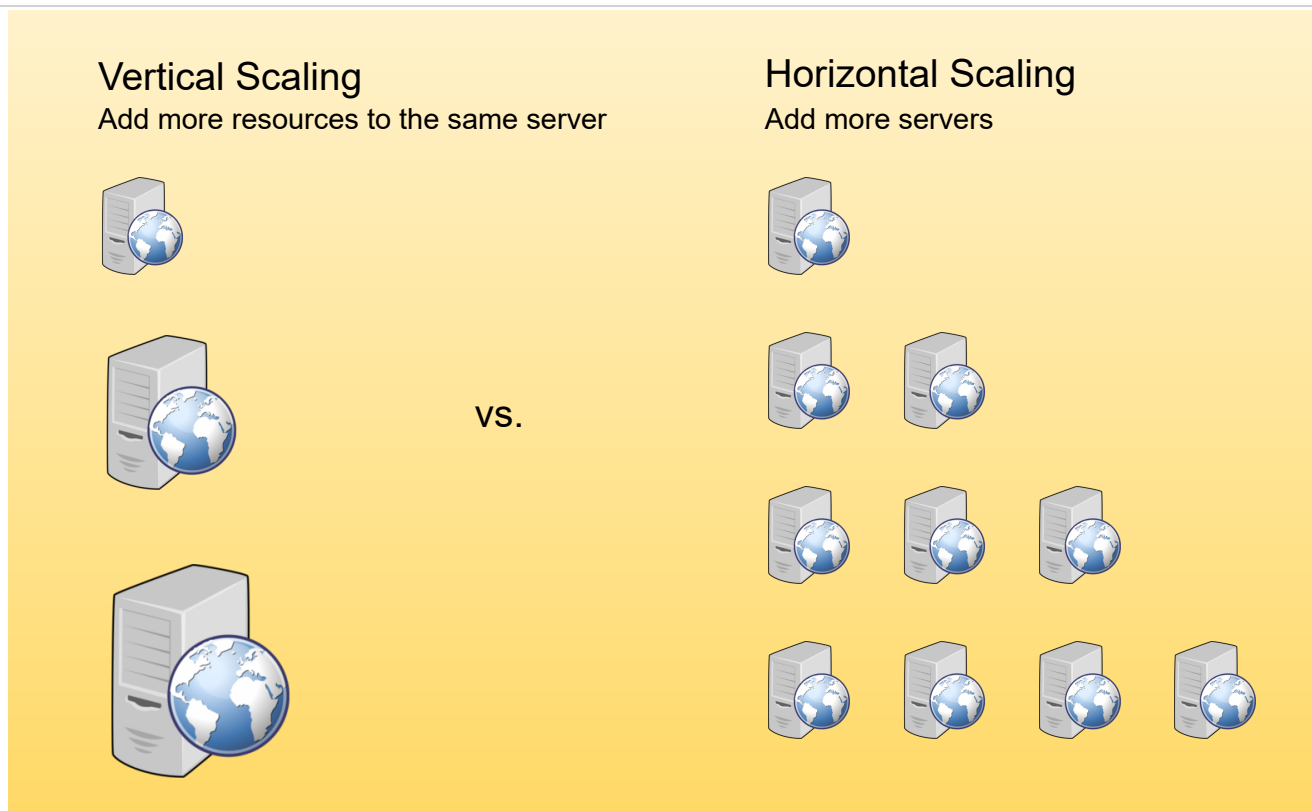 Vertical Scaling
Add more resources to the same server
vs.
Horizontal Scaling
Add more servers